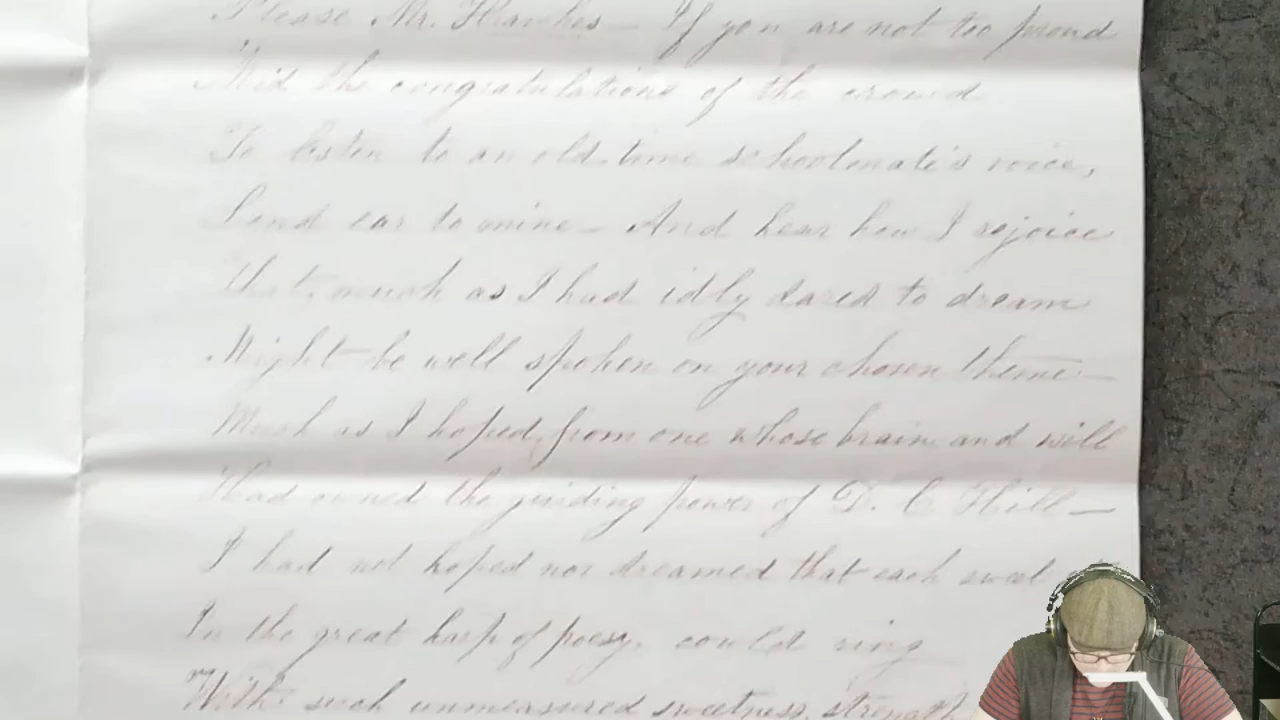 Please Mr. Hawkes — If you are not too proud
Mid the congratulations of the crowd
To listen to an old-time schoolmate's voice,
Lend ear to mine — And hear how I rejoice
That, much as I had idly dared to dream
Might be well spoken on your chosen theme —
Much as I hoped, from one whose brain and will
Had owned the guiding power of D. C. Hill —
I had not hoped nor dreamed that each sweet
In the great harp of poesy, could ring
With such unmeasured sweetness, strength